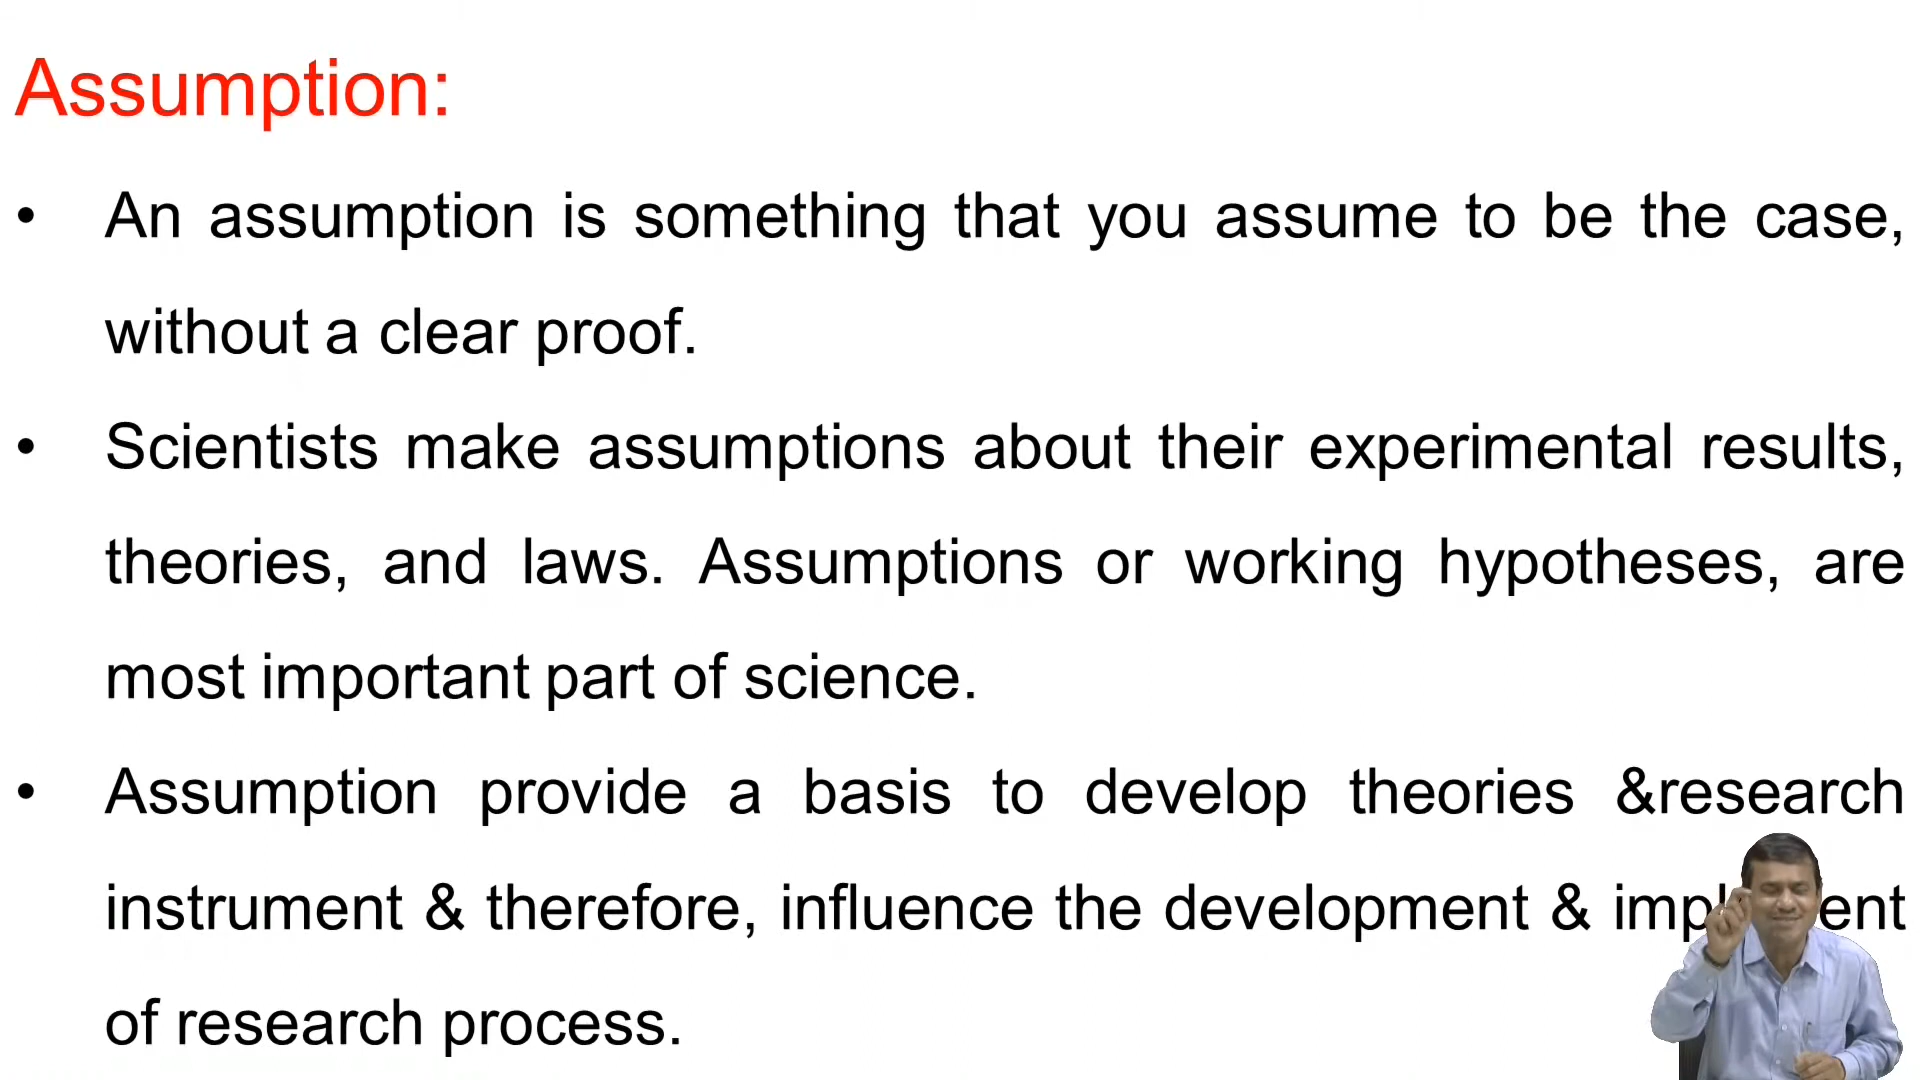 Assumption:
• An assumption is something that you assume to be the case,
without a clear proof.
• Scientists make assumptions about their experimental results,
theories, and laws. Assumptions or working hypotheses, are
most important part of science.
• Assumption provide a basis to develop theories &research
instrument & therefore, influence the development &
of research process.